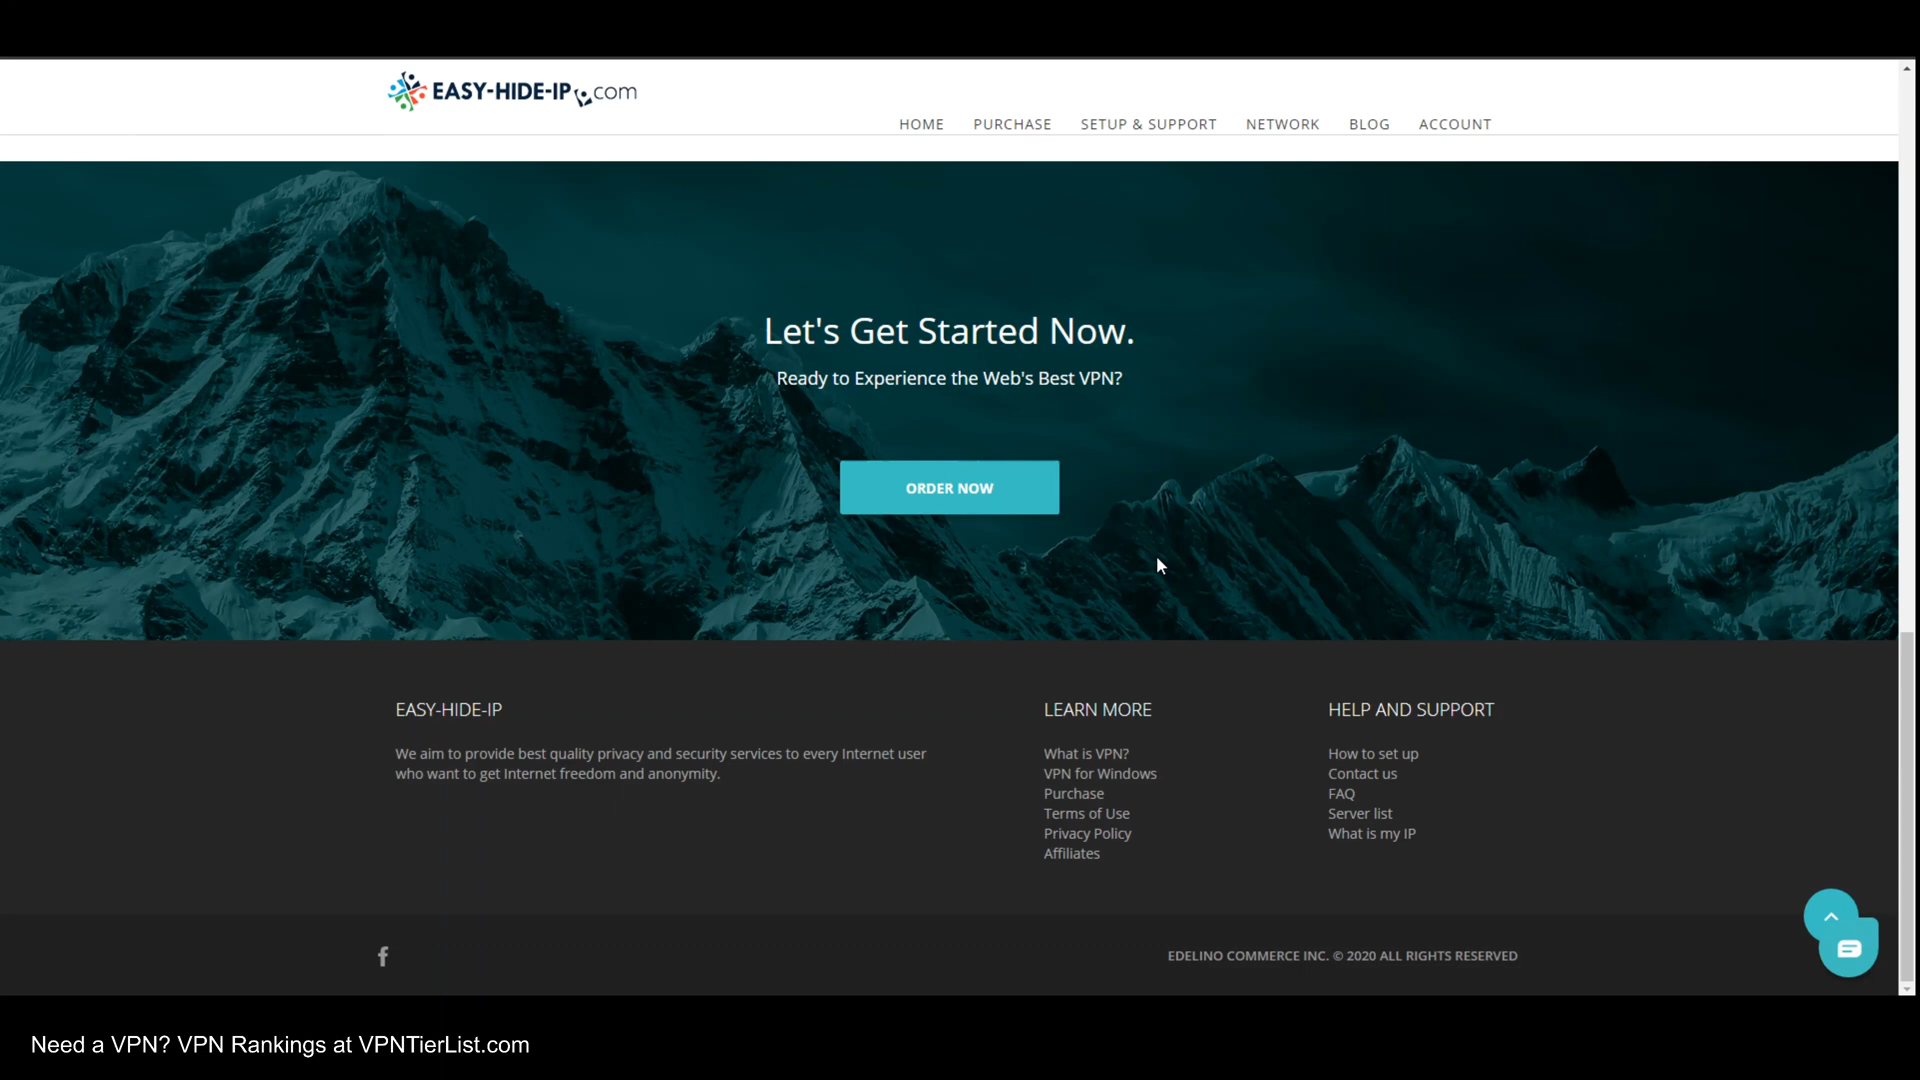 EASY-HIDE-IP.com
HOME PURCHASE SETUP & SUPPORT NETWORK BLOG ACCOUNT
Let's Get Started Now.
Ready to Experience the Web's Best VPN?
ORDER NOW
EASY-HIDE-IP
We aim to provide best quality privacy and security services to every Internet user
who want to get Internet freedom and anonymity.
LEARN MORE
What is VPN?
VPN for Windows
Purchase
Terms of Use
Privacy Policy
Affiliates
HELP AND SUPPORT
How to set up
Contact us
FAQ
Server list
What is my IP
EDELINO COMMERCE INC. © 2020 ALL RIGHTS RESERVED
Need a VPN? VPN Rankings at VPNTierList.com